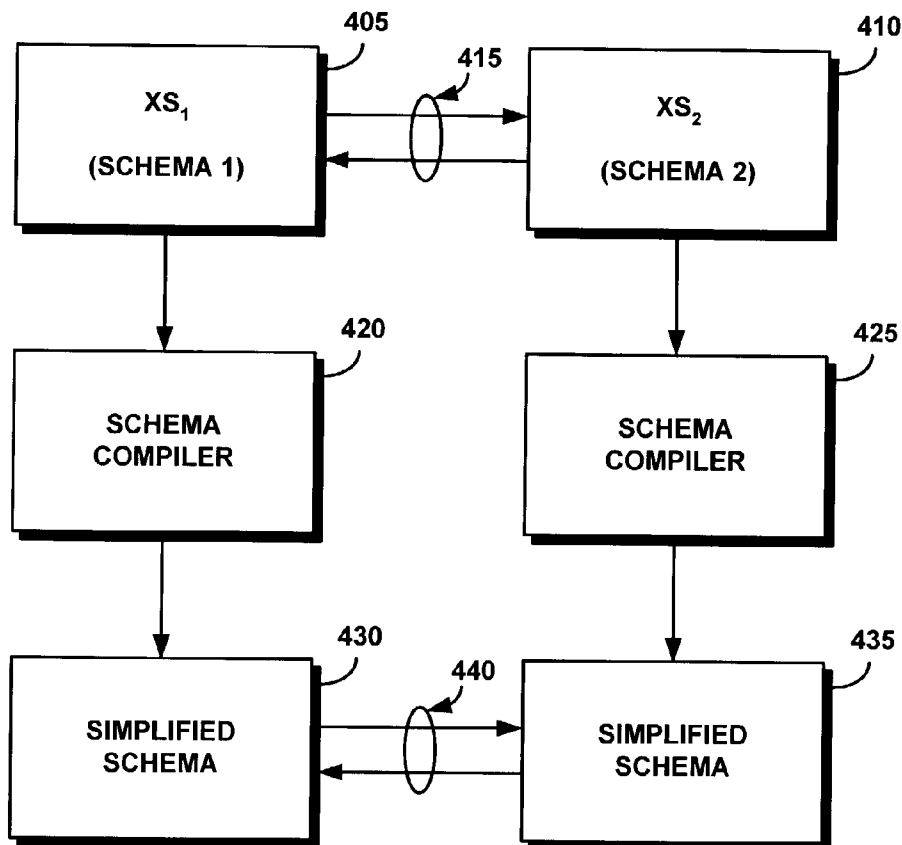 405
410
415
XS₁
XS₂
(SCHEMA 1)
(SCHEMA 2)
420
425
SCHEMA
COMPILER
SCHEMA
COMPILER
430
435
440
SIMPLIFIED
SCHEMA
SIMPLIFIED
SCHEMA